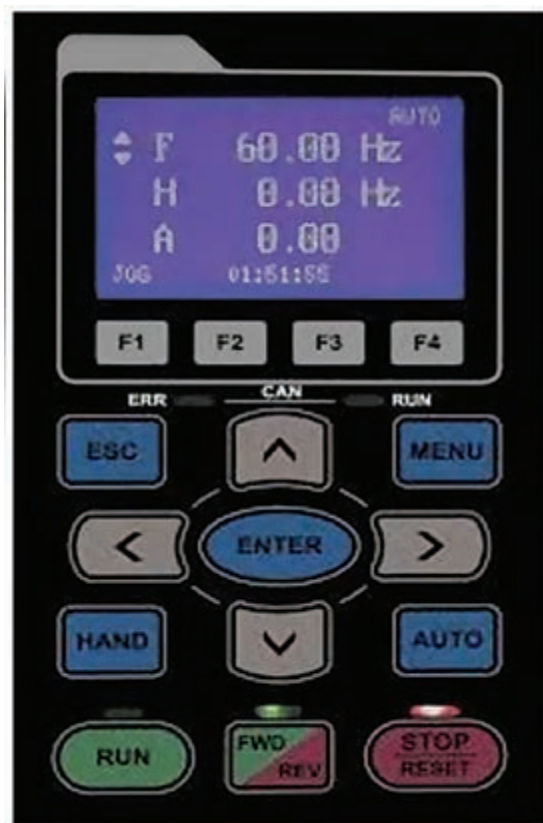 AUTO
F 60.00 Hz
H 0.00 Hz
A 0.00
JOG 01:51:55
F1 F2 F3 F4
ERR CAN RUN
ESC MENU
ENTER
HAND AUTO
RUN FWD REV STOP RESET